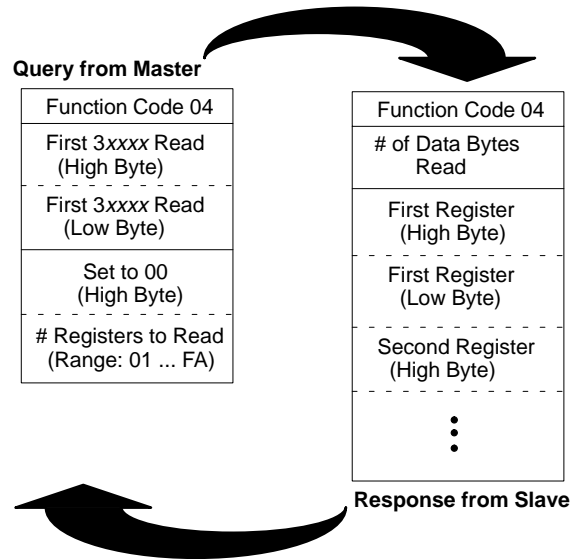 Query from Master
Function Code 04
First 3xxxx Read
(High Byte)
First 3xxxx Read
(Low Byte)
Set to 00
(High Byte)
# Registers to Read
(Range: 01 ... FA)
Function Code 04
# of Data Bytes
Read
First Register
(High Byte)
First Register
(Low Byte)
Second Register
(High Byte)
Response from Slave